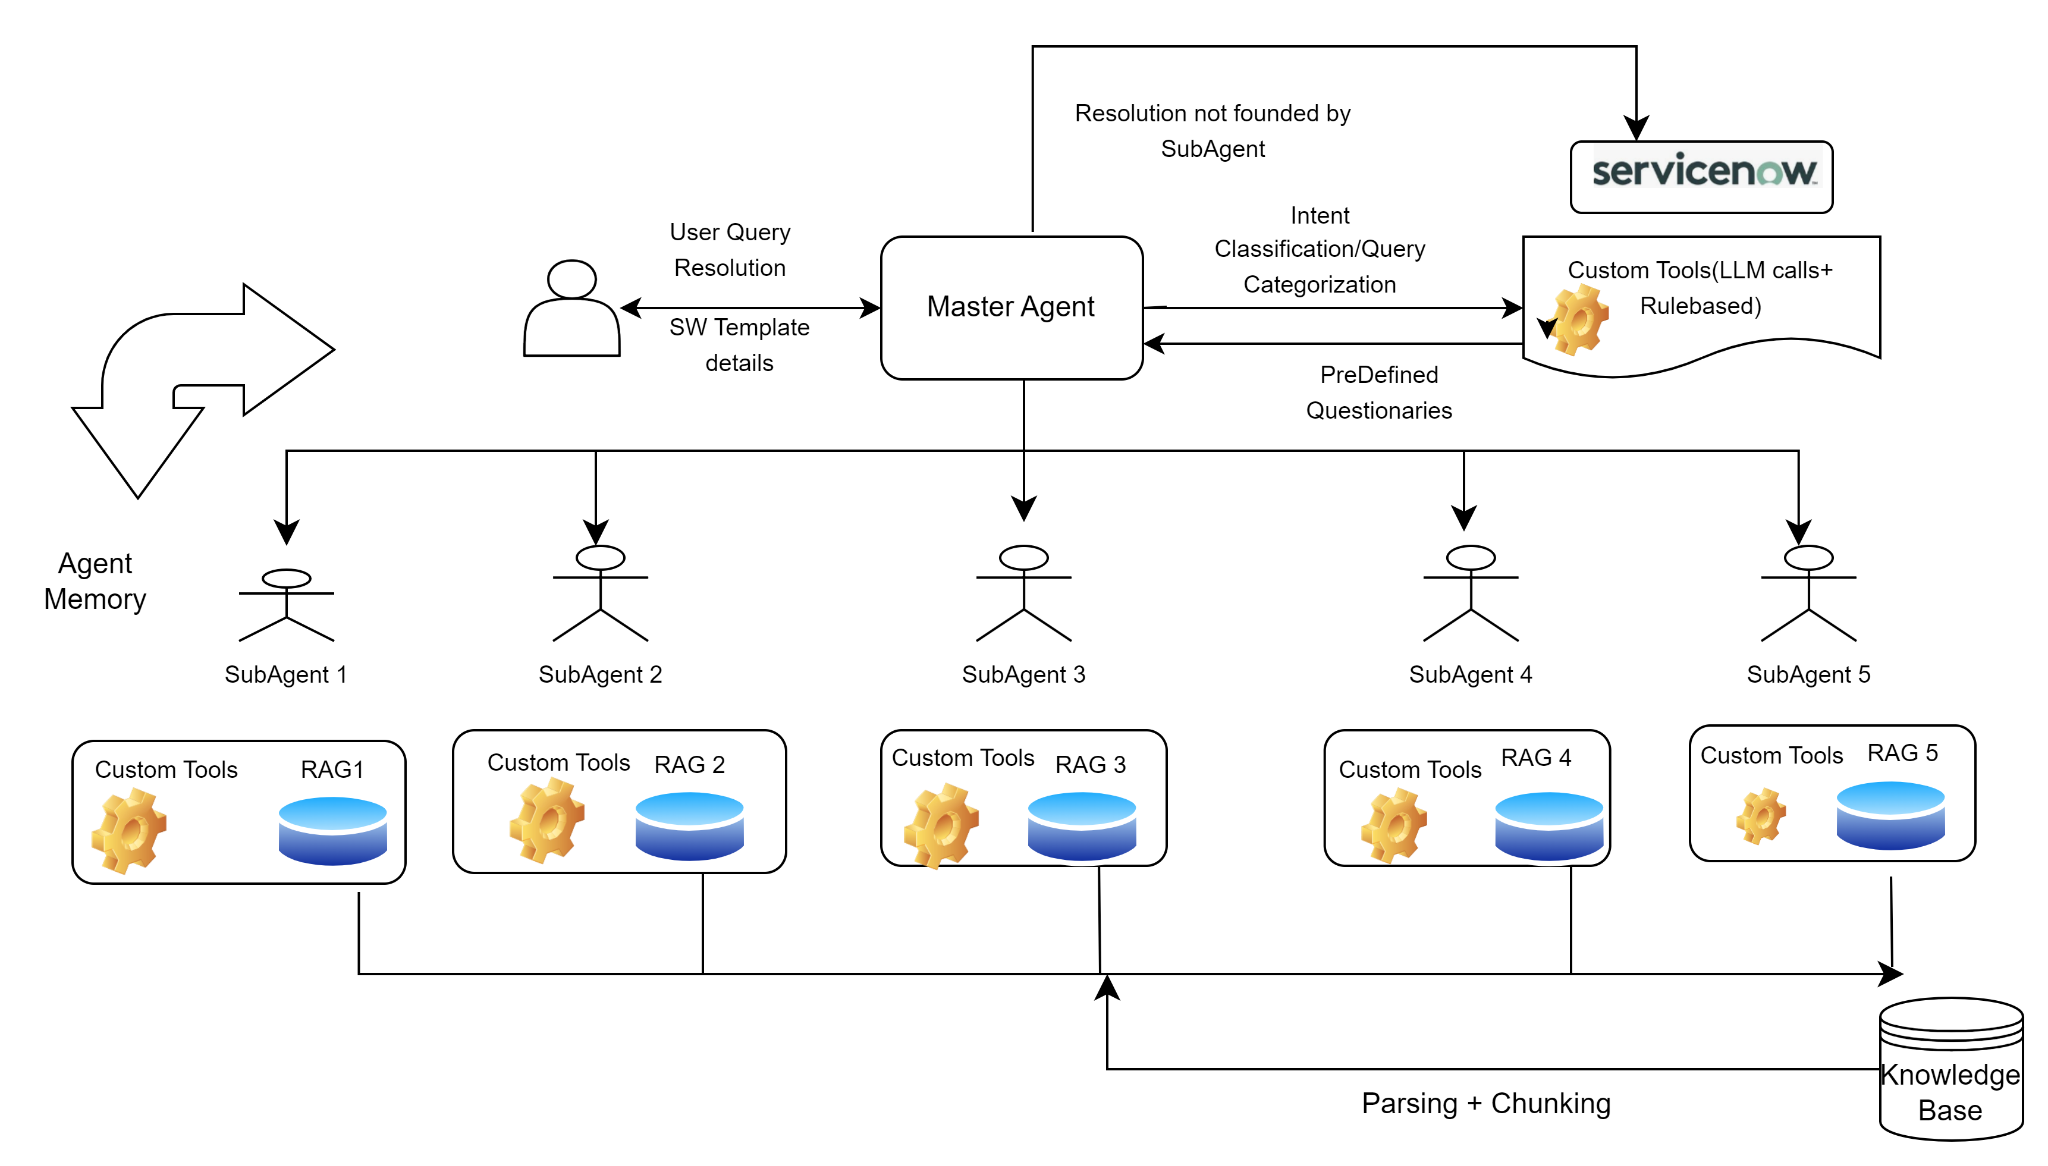 Resolution not founded by
SubAgent
servicenow
User Query
Resolution
SW Template
details
Master Agent
Intent
Classification/Query
Categorization
Custom Tools(LLM calls+
Rulebased)
PreDefined
Questionaries
Agent
Memory
SubAgent 1
SubAgent 2
SubAgent 3
SubAgent 4
SubAgent 5
Custom Tools
RAG1
Custom Tools
RAG 2
Custom Tools
RAG 3
Custom Tools
RAG 4
Custom Tools
RAG 5
Knowledge
Base
Parsing + Chunking